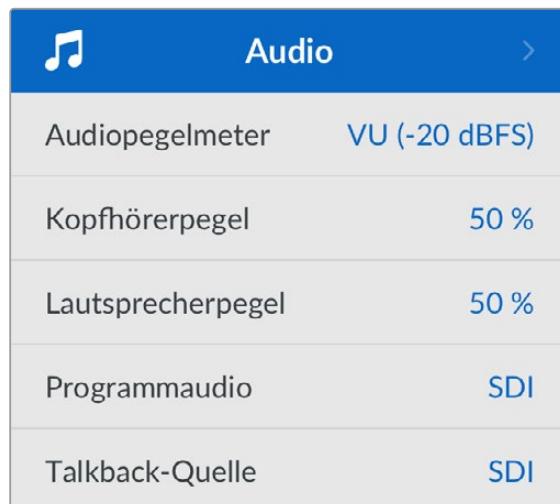 Audio
Audiopegelmeter VU (-20 dBFS)
Kopfhörerpegel 50 %
Lautsprecherpegel 50 %
Programmaudio SDI
Talkback-Quelle SDI